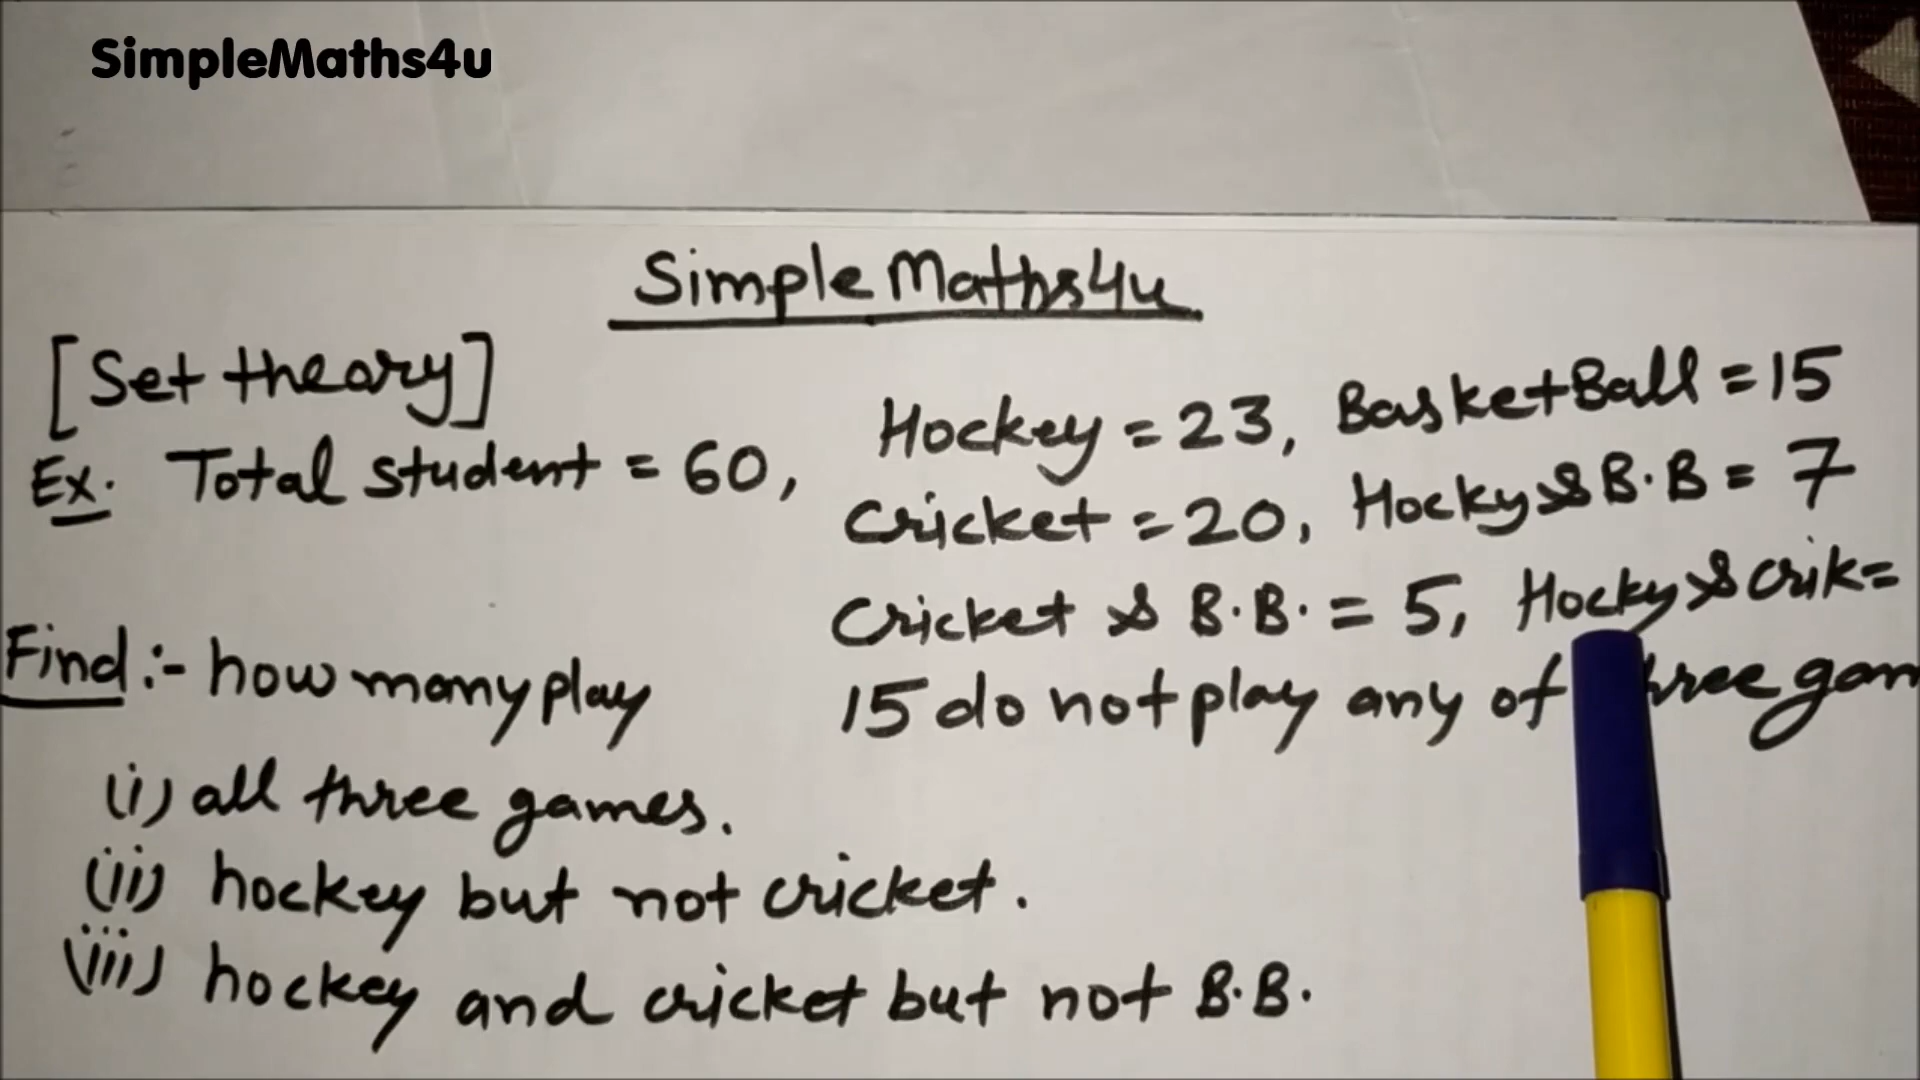 SimpleMaths4u
SimpleMaths4u
[Set theory]
Hockey = 23, BasketBall = 15
Ex. Total student = 60,
Cricket = 20, Hocky & B.B = 7
Cricket & B.B. = 5, Hocky & Crik =
Find :- how many play
15 do not play any of three gam
(i) all three games.
(ii) hockey but not cricket.
(iii) hockey and cricket but not B.B.